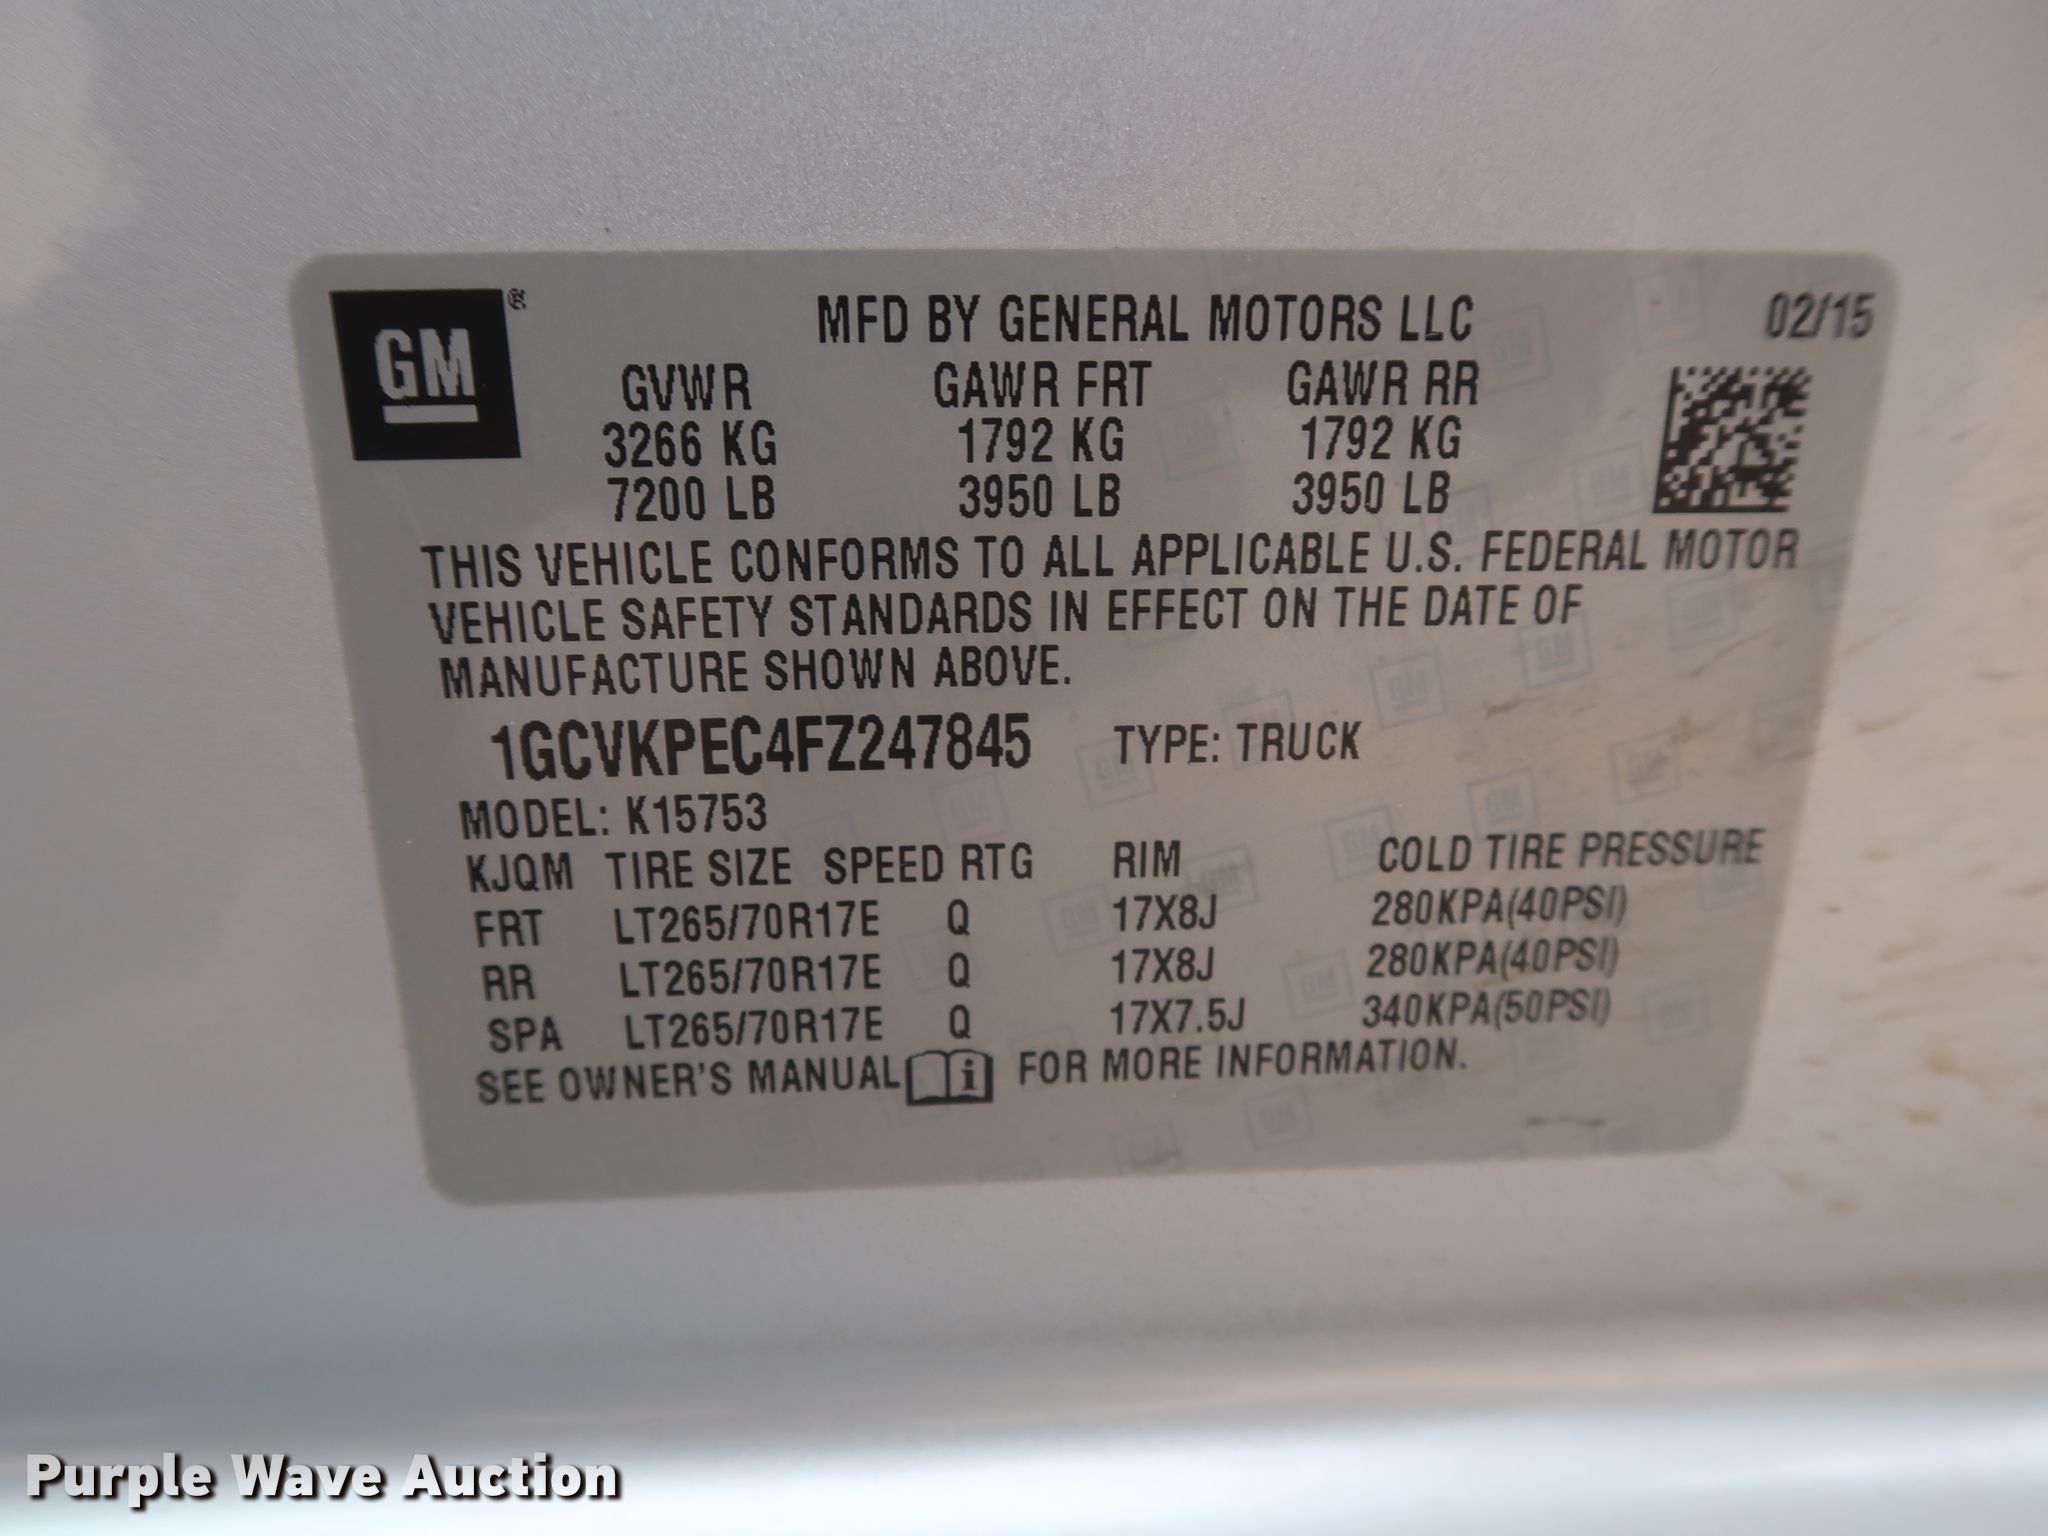 GM®
MFD BY GENERAL MOTORS LLC 02/15
GVWR GAWR FRT GAWR RR
3266 KG 1792 KG 1792 KG
7200 LB 3950 LB 3950 LB
THIS VEHICLE CONFORMS TO ALL APPLICABLE U.S. FEDERAL MOTOR
VEHICLE SAFETY STANDARDS IN EFFECT ON THE DATE OF
MANUFACTURE SHOWN ABOVE.
1GCVKPEC4FZ247845 TYPE: TRUCK
MODEL: K15753
KJQM TIRE SIZE SPEED RTG RIM COLD TIRE PRESSURE
FRT LT265/70R17E Q 17X8J 280KPA(40PSI)
RR LT265/70R17E Q 17X8J 280KPA(40PSI)
SPA LT265/70R17E Q 17X7.5J 340KPA(50PSI)
SEE OWNER'S MANUAL i FOR MORE INFORMATION.
Purple Wave Auction